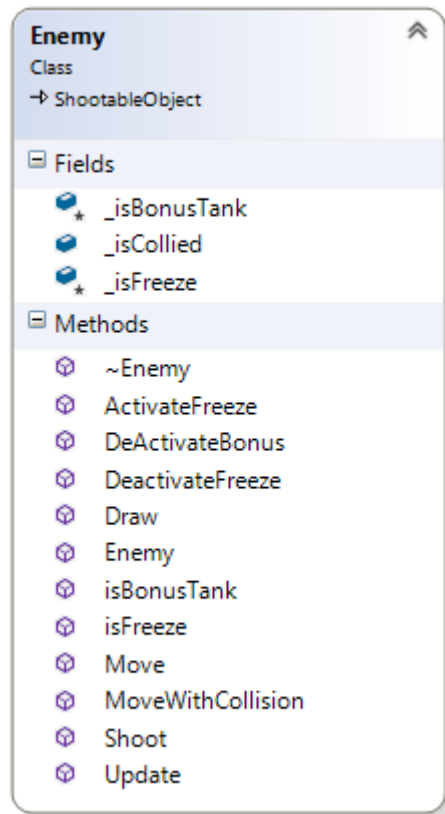 Enemy
Class
ShootableObject
Fields
_isBonusTank
_isCollied
_isFreeze
Methods
~Enemy
ActivateFreeze
DeActivateBonus
DeactivateFreeze
Draw
Enemy
isBonusTank
isFreeze
Move
MoveWithCollision
Shoot
Update